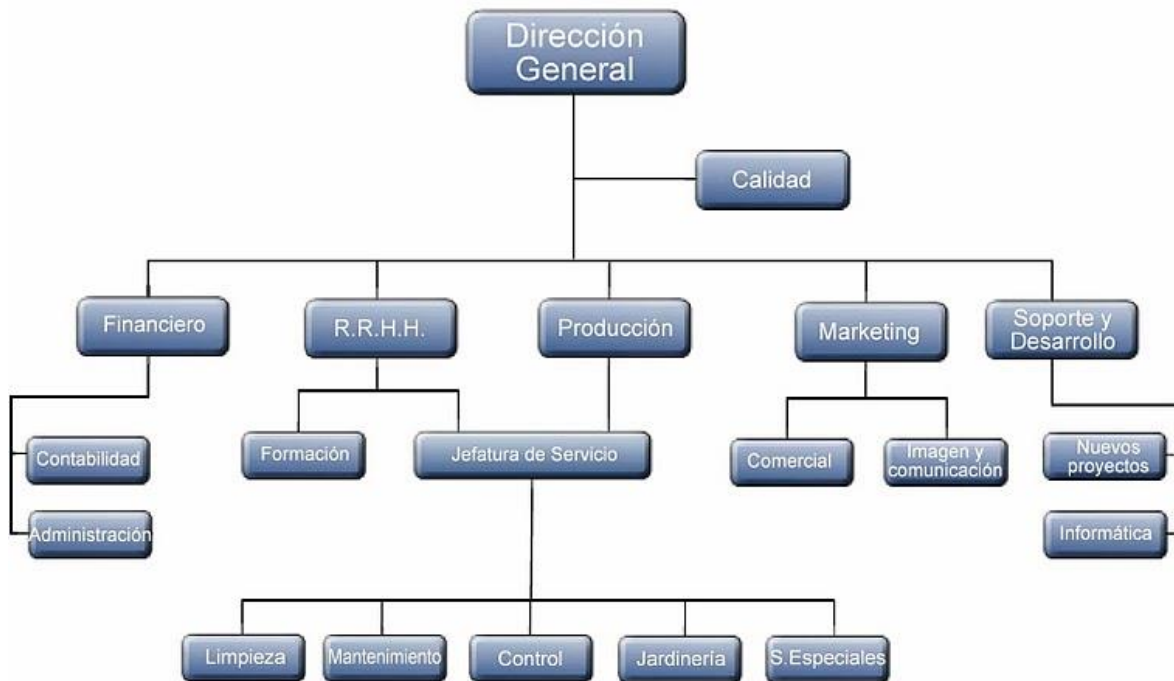 Dirección
General
Calidad
Financiero
R.R.H.H.
Producción
Marketing
Soporte y
Desarrollo
Contabilidad
Administración
Formación
Jefatura de Servicio
Comercial
Imagen y
comunicación
Nuevos
proyectos
Informática
Limpieza
Mantenimiento
Control
Jardinería
S.Especiales